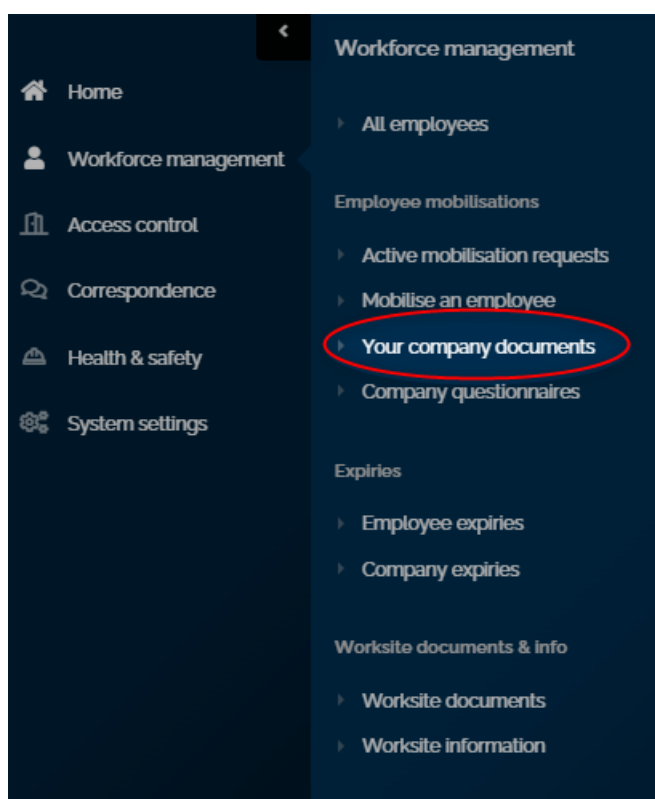 Home
Workforce management
Access control
Correspondence
Health & safety
System settings
Workforce management
All employees
Employee mobilisations
Active mobilisation requests
Mobilise an employee
Your company documents
Company questionnaires
Expiries
Employee expiries
Company expiries
Worksite documents & info
Worksite documents
Worksite information